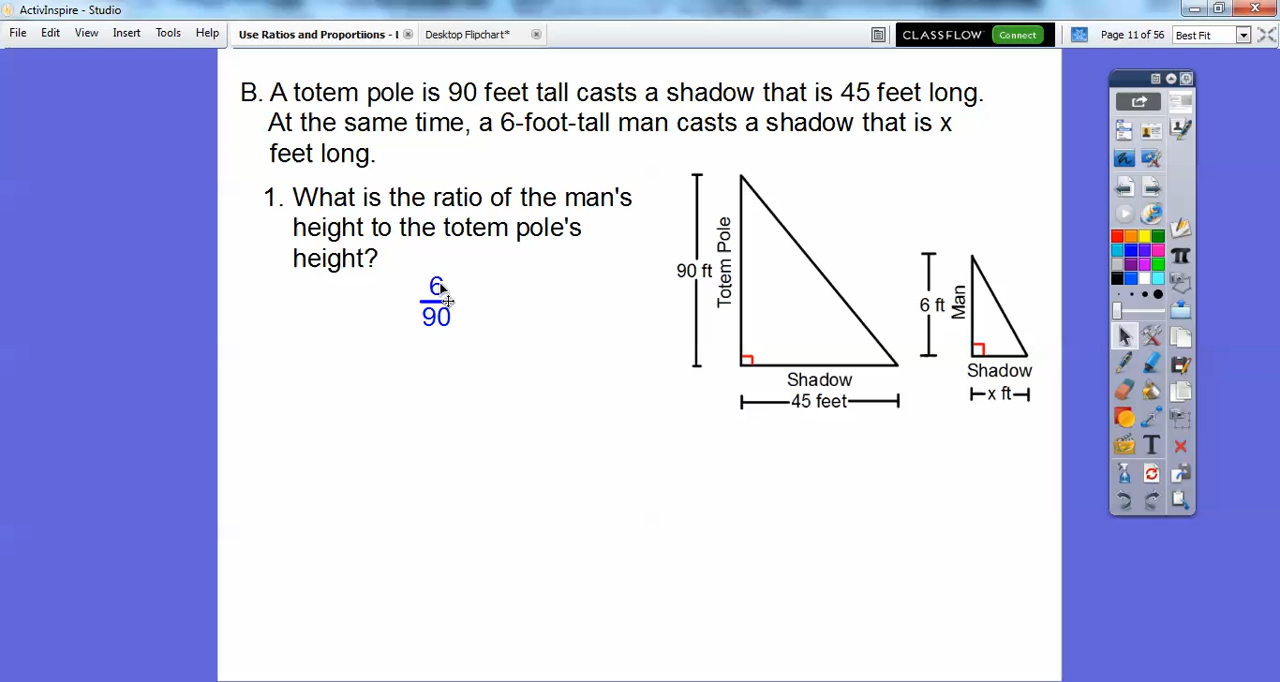 ActivInspire - Studio
File Edit View Insert Tools Help
Use Ratios and Proportiions - I
Desktop Flipchart*
CLASSFLOW Connect
Page 11 of 56
Best Fit
B. A totem pole is 90 feet tall casts a shadow that is 45 feet long.
At the same time, a 6-foot-tall man casts a shadow that is x
feet long.
1. What is the ratio of the man's
height to the totem pole's
height?
6
90
90 ft
Totem Pole
Shadow
45 feet
6 ft
Man
Shadow
x ft
T